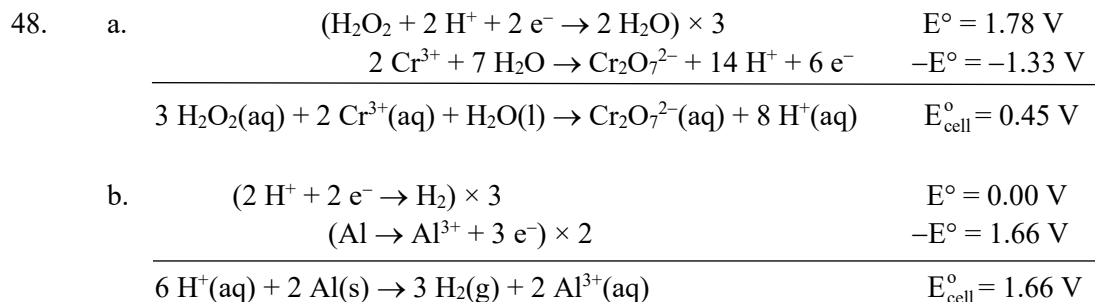 48. a. (H₂O₂ + 2 H⁺ + 2 e⁻ → 2 H₂O) × 3 E° = 1.78 V
2 Cr³⁺ + 7 H₂O → Cr₂O₇²⁻ + 14 H⁺ + 6 e⁻ –E° = –1.33 V
3 H₂O₂(aq) + 2 Cr³⁺(aq) + H₂O(l) → Cr₂O₇²⁻(aq) + 8 H⁺(aq) E°cell = 0.45 V
b. (2 H⁺ + 2 e⁻ → H₂) × 3 E° = 0.00 V
(Al → Al³⁺ + 3 e⁻) × 2 –E° = 1.66 V
6 H⁺(aq) + 2 Al(s) → 3 H₂(g) + 2 Al³⁺(aq) E°cell = 1.66 V